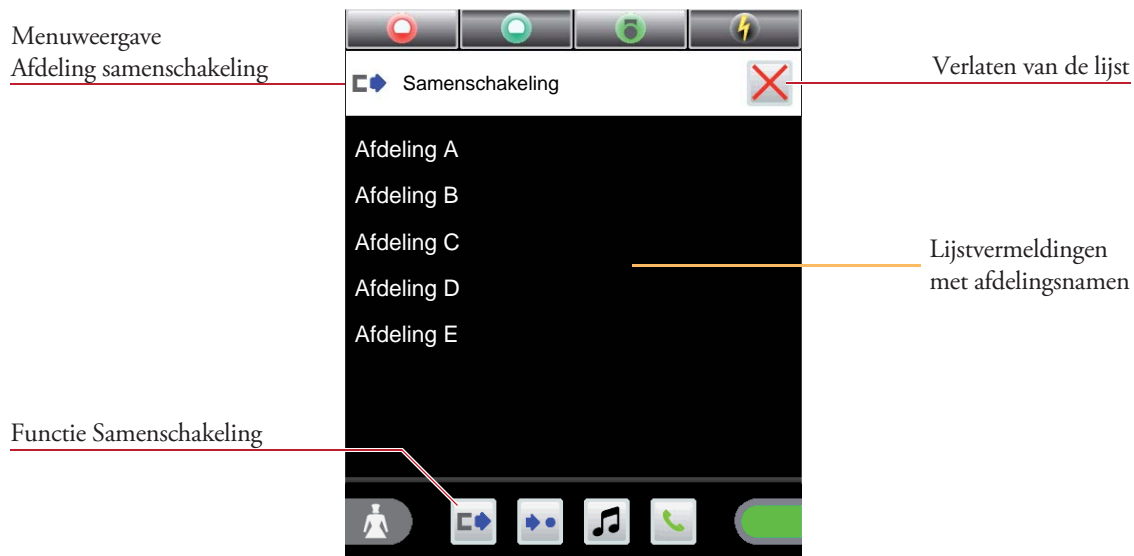 Menuweergave
Afdeling samenschakeling
Samenschakeling
Verlaten van de lijst
Afdeling A
Afdeling B
Afdeling C
Afdeling D
Afdeling E
Lijstvermeldingen
met afdelingsnamen
Functie Samenschakeling